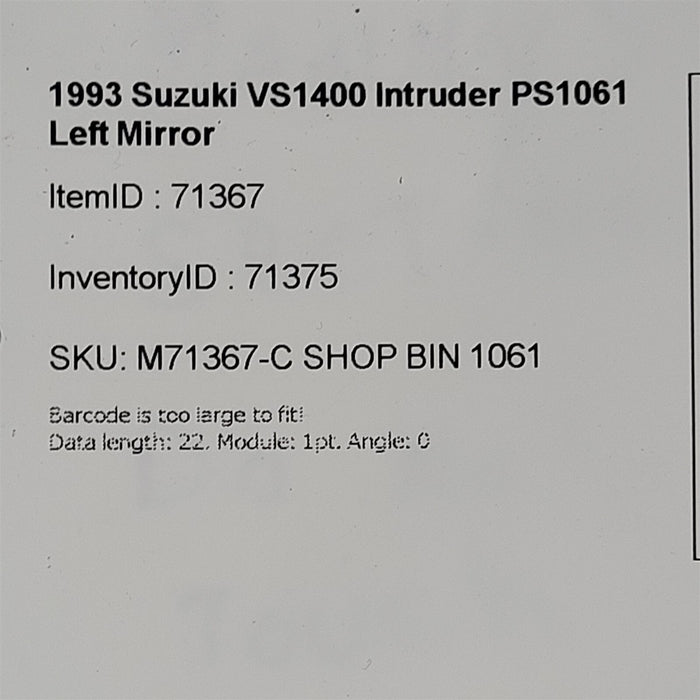 1993 Suzuki VS1400 Intruder PS1061
Left Mirror
ItemID : 71367
InventoryID : 71375
SKU: M71367-C SHOP BIN 1061
Barcode is too large to fit!
Data length: 22, Module: 1pt. Angle: 0